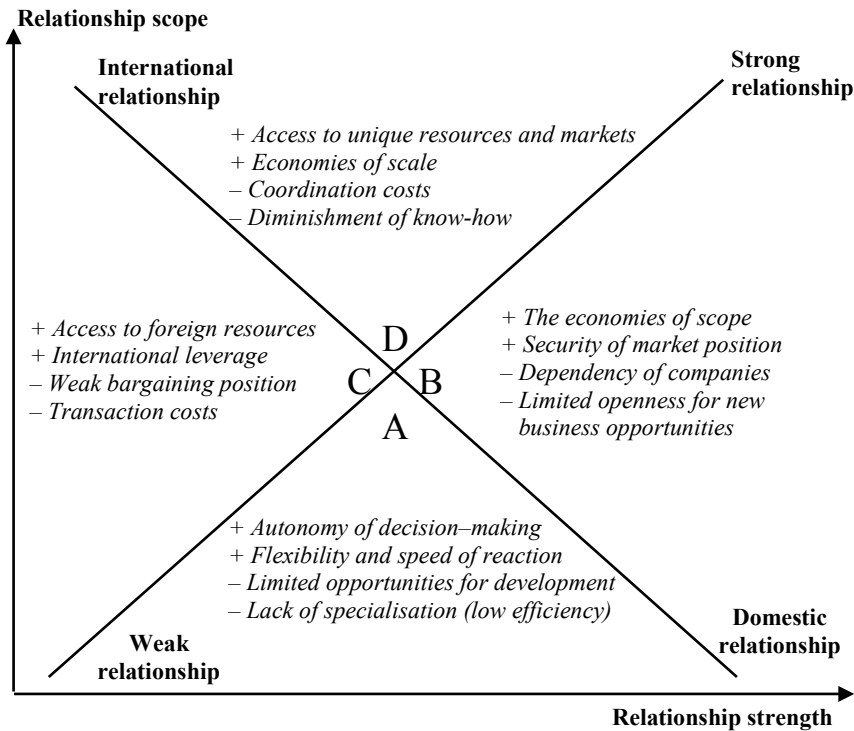 Relationship scope
International
relationship
Strong
relationship
+ Access to unique resources and markets
+ Economies of scale
– Coordination costs
– Diminishment of know-how
+ Access to foreign resources
+ International leverage
– Weak bargaining position
– Transaction costs
D
C
B
A
+ The economies of scope
+ Security of market position
– Dependency of companies
– Limited openness for new
business opportunities
+ Autonomy of decision–making
+ Flexibility and speed of reaction
– Limited opportunities for development
– Lack of specialisation (low efficiency)
Weak
relationship
Domestic
relationship
Relationship strength